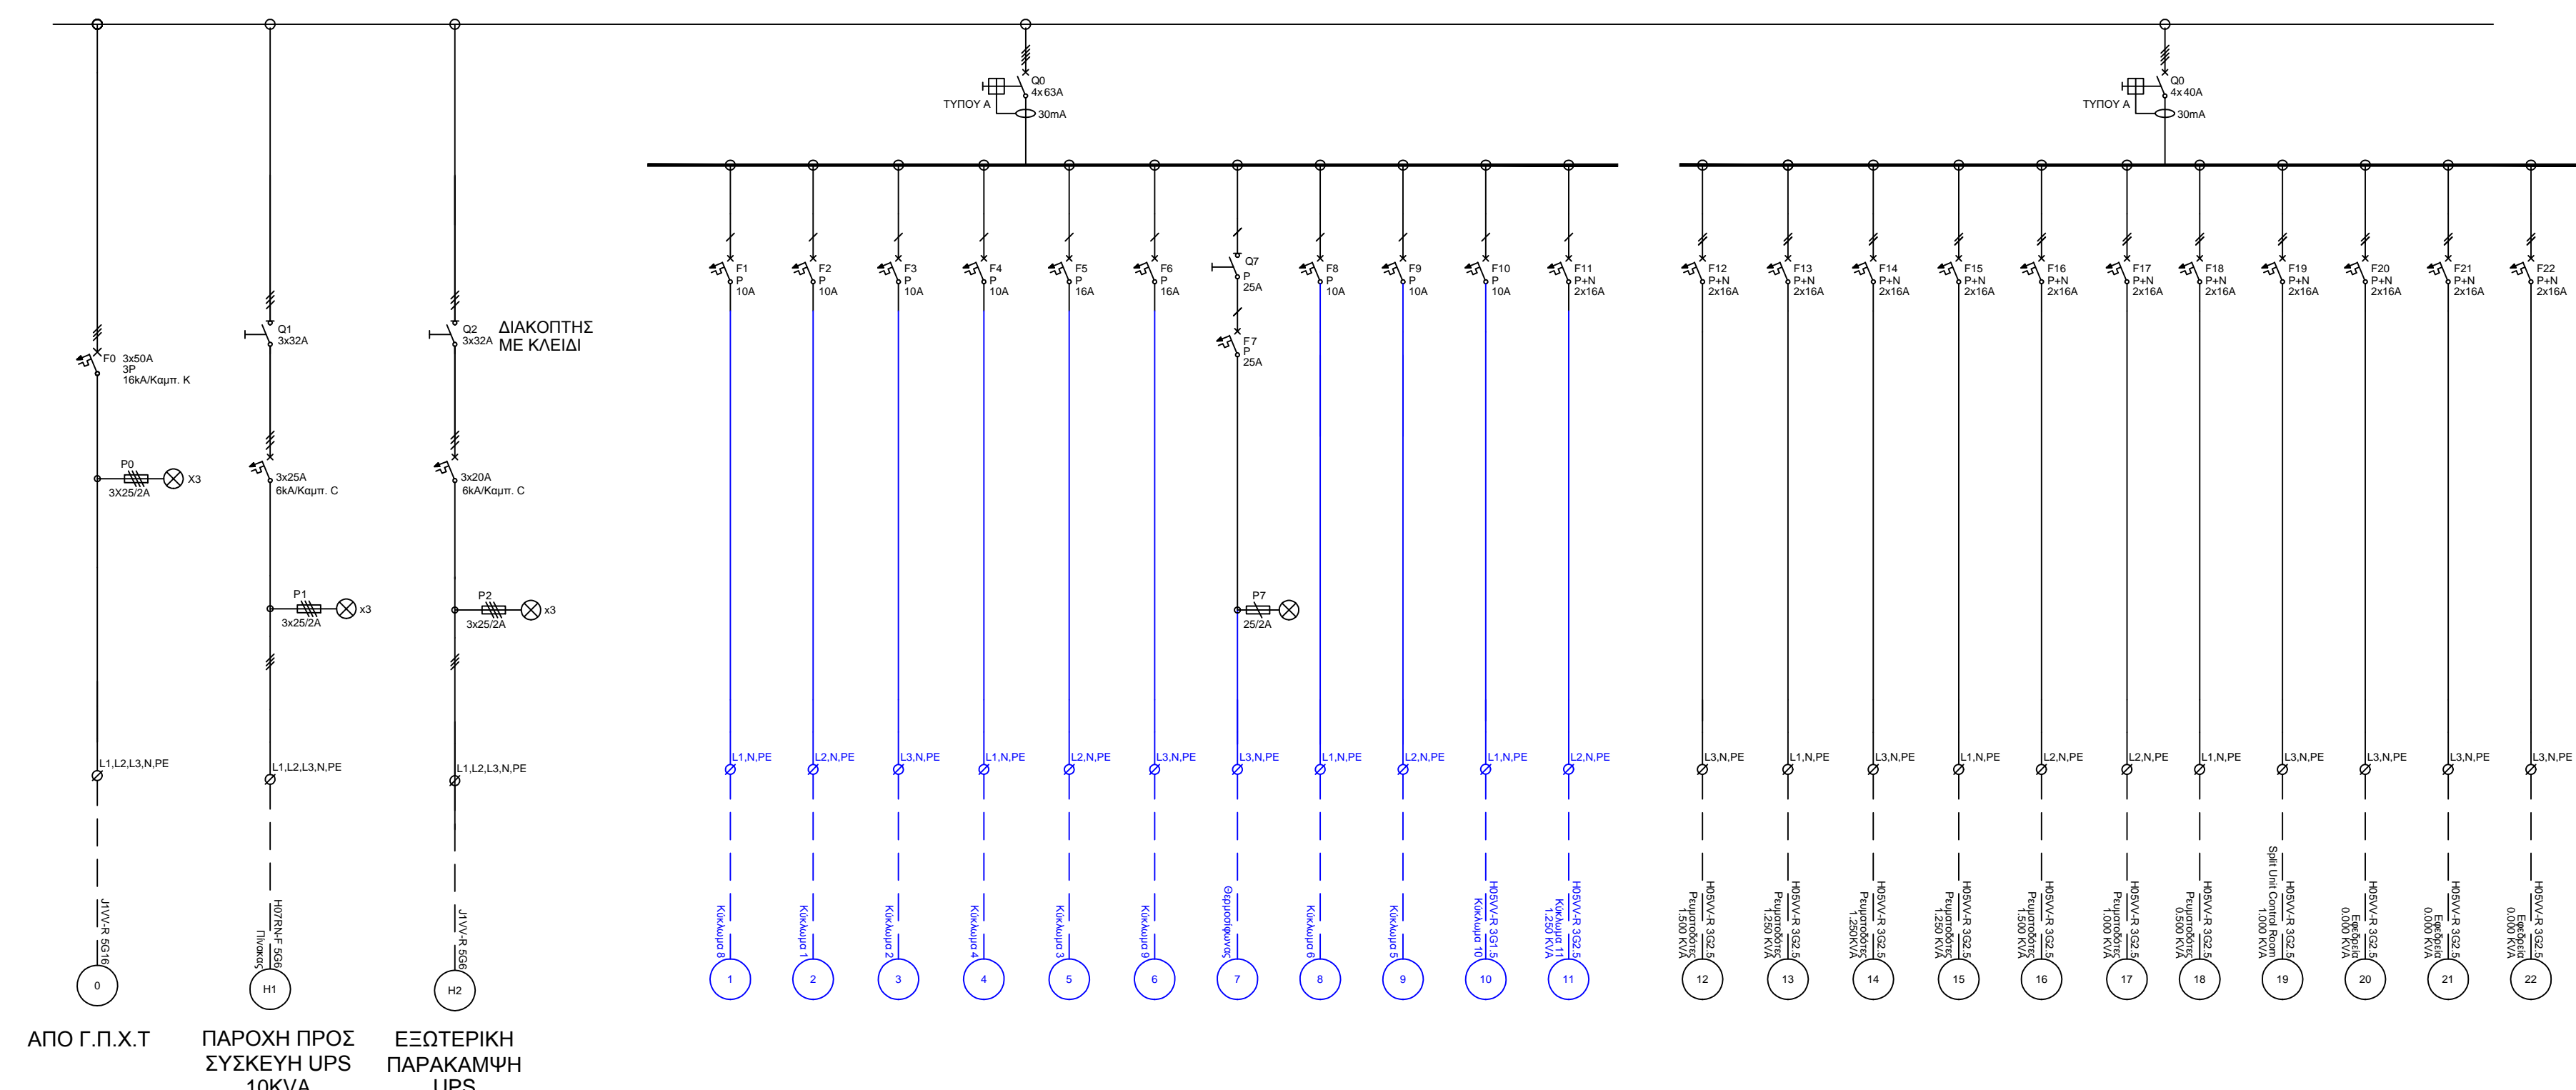 Q0
4x63A
ΤΥΠΟΥ Α
30mA
Q0
4x40A
ΤΥΠΟΥ Α
30mA
F0 3x50A
3P
16kA/Καμπ. K
P0
3X25/2A
X3
L1,L2,L3,N,PE
J1VV-R 5G16
0
ΑΠΟ Γ.Π.Χ.Τ
Q1
3x32A
3x25A
6kA/Καμπ. C
P1
3x25/2A
x3
L1,L2,L3,N,PE
H07RN-F 5G6
Πίνακας
H1
ΠΑΡΟΧΗ ΠΡΟΣ
ΣΥΣΚΕΥΗ UPS
10KVA
Q2
3x32A
ΔΙΑΚΟΠΤΗΣ
ΜΕ ΚΛΕΙΔΙ
3x20A
6kA/Καμπ. C
P2
3x25/2A
x3
L1,L2,L3,N,PE
J1VV-R 5G6
H2
ΕΞΩΤΕΡΙΚΗ
ΠΑΡΑΚΑΜΨΗ
UPS
F1
P
10A
L1,N,PE
Κύκλωμα 8
1
F2
P
10A
L2,N,PE
Κύκλωμα 1
2
F3
P
10A
L3,N,PE
Κύκλωμα 2
3
F4
P
10A
L1,N,PE
Κύκλωμα 4
4
F5
P
16A
L2,N,PE
Κύκλωμα 3
5
F6
P
16A
L3,N,PE
Κύκλωμα 9
6
Q7
P
25A
F7
P
25A
P7
25/2A
L3,N,PE
Θερμοσίφωνας
7
F8
P
10A
L1,N,PE
Κύκλωμα 6
8
F9
P
10A
L2,N,PE
Κύκλωμα 5
9
F10
P
10A
L1,N,PE
H05VV-R 3G1.5
Κύκλωμα 10
10
F11
P+N
2x16A
L2,N,PE
H05VV-R 3G2.5
Κύκλωμα 11
1.250 KVA
11
F12
P+N
2x16A
L3,N,PE
H05VV-R 3G2.5
Ρευματοδότες
1.500 KVA
12
F13
P+N
2x16A
L1,N,PE
H05VV-R 3G2.5
Ρευματοδότες
1.250 KVA
13
F14
P+N
2x16A
L3,N,PE
H05VV-R 3G2.5
Ρευματοδότες
1.250KVA
14
F15
P+N
2x16A
L1,N,PE
H05VV-R 3G2.5
Ρευματοδότες
1.250 KVA
15
F16
P+N
2x16A
L2,N,PE
H05VV-R 3G2.5
Ρευματοδότες
1.500 KVA
16
F17
P+N
2x16A
L2,N,PE
H05VV-R 3G2.5
Ρευματοδότες
1.000 KVA
17
F18
P+N
2x16A
L1,N,PE
H05VV-R 3G2.5
Ρευματοδότες
0.500 KVA
18
F19
P+N
2x16A
L3,N,PE
H05VV-R 3G2.5
Split Unit Control Room
1.000 KVA
19
F20
P+N
2x16A
L3,N,PE
H05VV-R 3G2.5
Εφεδρεία
0.000 KVA
20
F21
P+N
2x16A
L3,N,PE
H05VV-R 3G2.5
Εφεδρεία
0.000 KVA
21
F22
P+N
2x16A
L3,N,PE
H05VV-R 3G2.5
Εφεδρεία
0.000 KVA
22